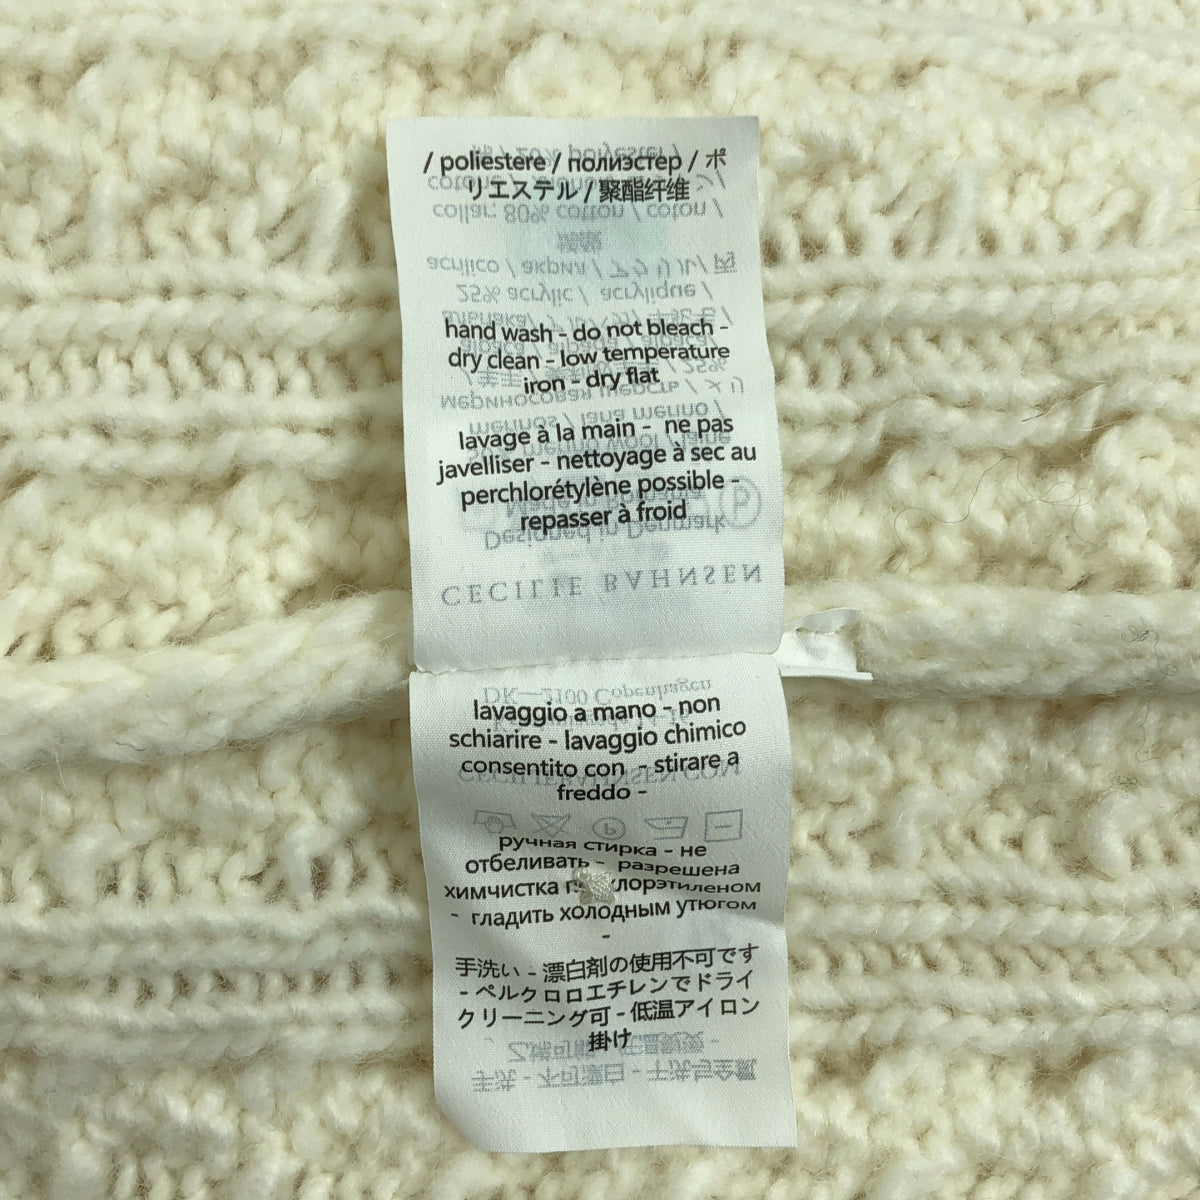 / poliestere / полиэстер / ポ
リエステル / 聚酯纤维
hand wash - do not bleach -
dry clean - low temperature
iron - dry flat
lavage à la main - ne pas
javelliser - nettoyage à sec au
perchlorétylène possible -
repasser à froid
lavaggio a mano - non
schiarire - lavaggio chimico
consentito con - stirare a
freddo -
ручная стирка - не
отбеливать - разрешена
химчистка
- гладить холодным утюгом
-
手洗い - 漂白剤の使用不可です
- ペルクロロエチレンでドライ
クリーニング可 - 低温アイロン
掛け